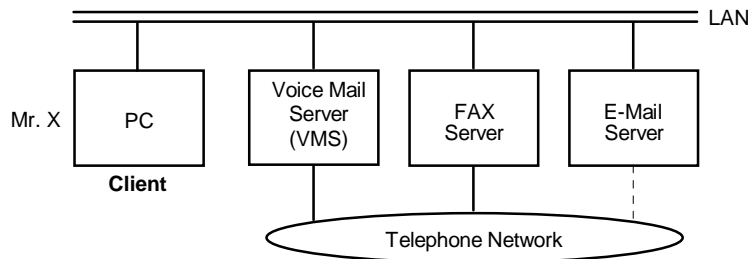 LAN
Mr. X
PC
Client
Voice Mail
Server
(VMS)
FAX
Server
E-Mail
Server
Telephone Network